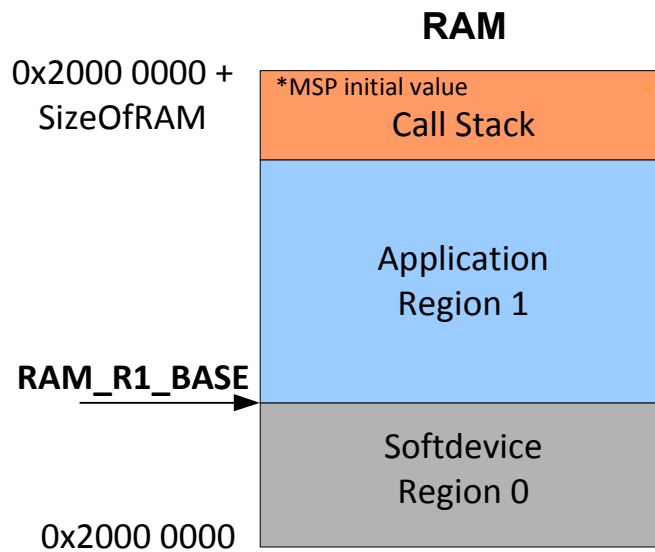 RAM
0x2000 0000 +
SizeOfRAM
*MSP initial value
Call Stack
Application
Region 1
RAM_R1_BASE
Softdevice
Region 0
0x2000 0000